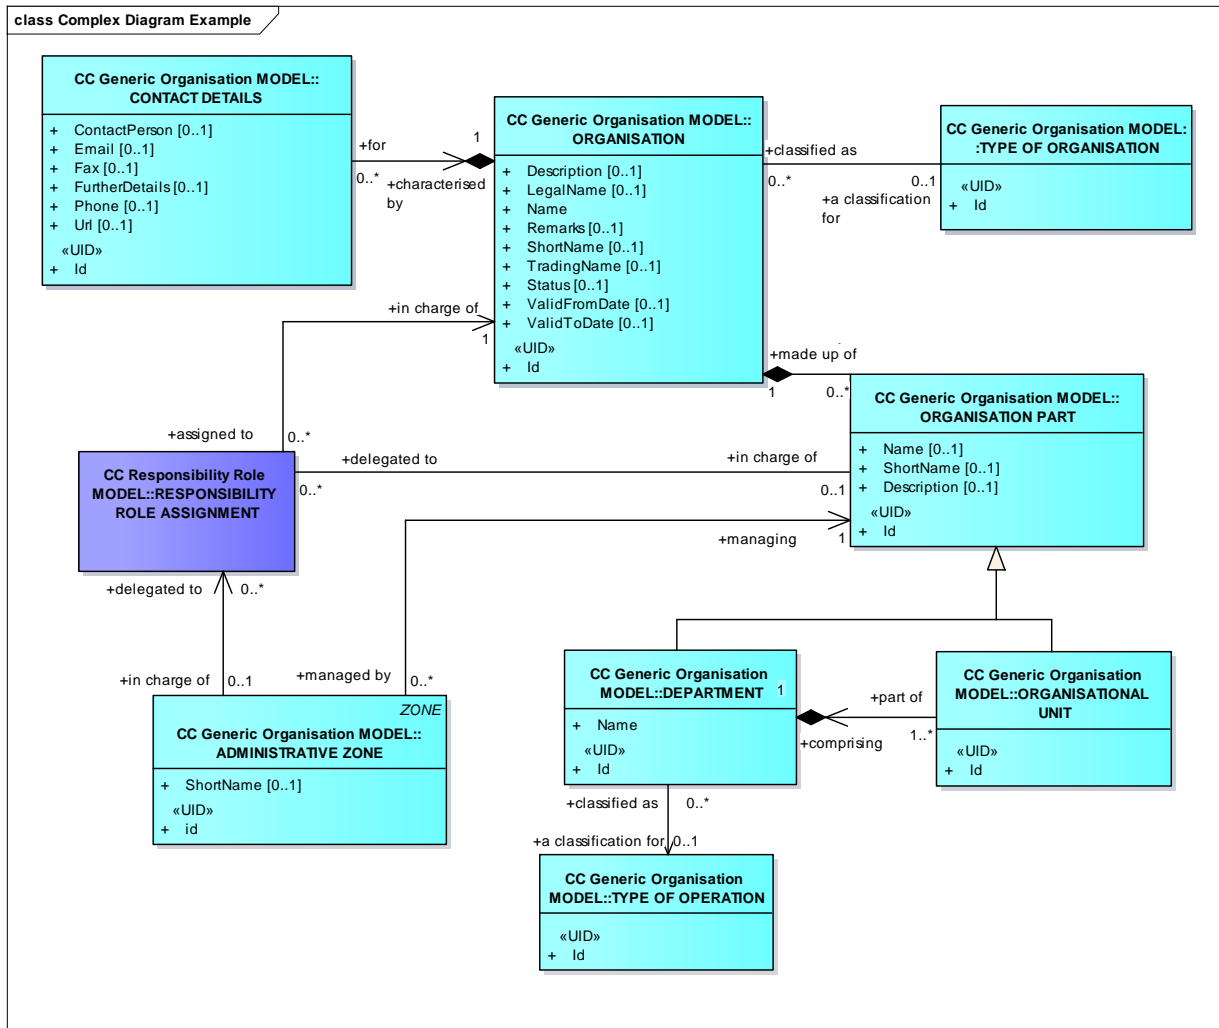 class Complex Diagram Example
CC Generic Organisation MODEL::
CONTACT DETAILS
+ ContactPerson [0..1]
+ Email [0..1]
+ Fax [0..1]
+ FurtherDetails [0..1]
+ Phone [0..1]
+ Url [0..1]
«UID»
+ Id
+for
0..*
1
+characterised
by
CC Generic Organisation MODEL::
ORGANISATION
+ Description [0..1]
+ LegalName [0..1]
+ Name
+ Remarks [0..1]
+ ShortName [0..1]
+ TradingName [0..1]
+ Status [0..1]
+ ValidFromDate [0..1]
+ ValidToDate [0..1]
«UID»
+ Id
+classified as
0..*
0..1
+a classification
for
CC Generic Organisation MODEL:
:TYPE OF ORGANISATION
«UID»
+ Id
+in charge of
1
+assigned to
0..*
+made up of
1
0..*
CC Generic Organisation MODEL::
ORGANISATION PART
+ Name [0..1]
+ ShortName [0..1]
+ Description [0..1]
«UID»
+ Id
CC Responsibility Role
MODEL::RESPONSIBILITY
ROLE ASSIGNMENT
+delegated to
0..*
+in charge of
0..1
+managing
1
+delegated to
0..*
+in charge of
0..1
+managed by
0..*
ZONE
CC Generic Organisation MODEL::
ADMINISTRATIVE ZONE
+ ShortName [0..1]
«UID»
+ id
CC Generic Organisation
MODEL::DEPARTMENT
1
+ Name
«UID»
+ Id
+part of
1..*
+comprising
CC Generic Organisation
MODEL::ORGANISATIONAL
UNIT
«UID»
+ Id
+classified as
0..*
+a classification for
0..1
CC Generic Organisation
MODEL::TYPE OF OPERATION
«UID»
+ Id